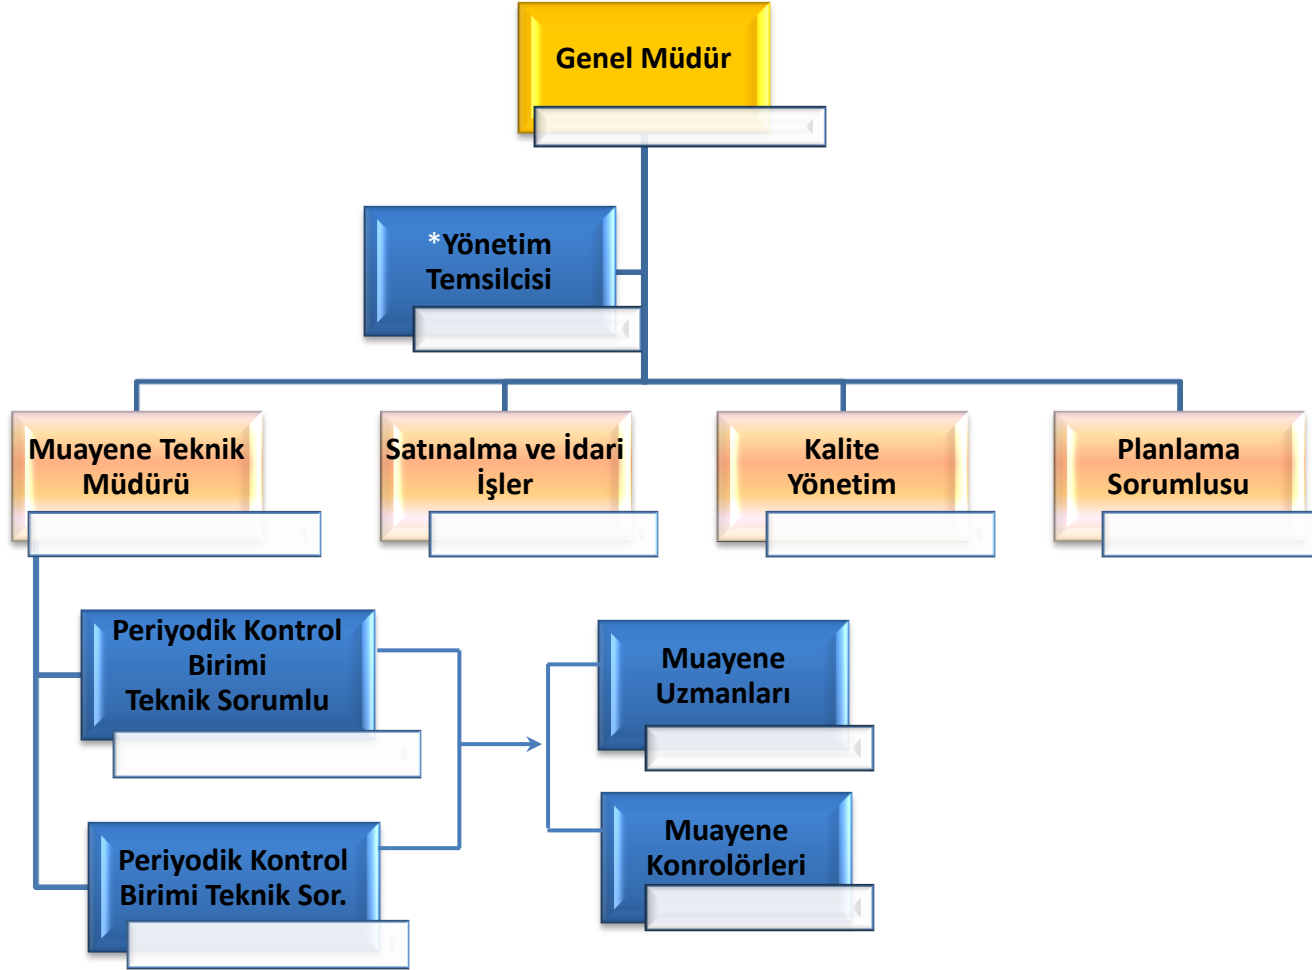 Genel Müdür
*Yönetim
Temsilcisi
Muayene Teknik
Müdürü
Satınalma ve İdari
İşler
Kalite
Yönetim
Planlama
Sorumlusu
Periyodik Kontrol
Birimi
Teknik Sorumlu
Muayene
Uzmanları
Periyodik Kontrol
Birimi Teknik Sor.
Muayene
Konrolörleri